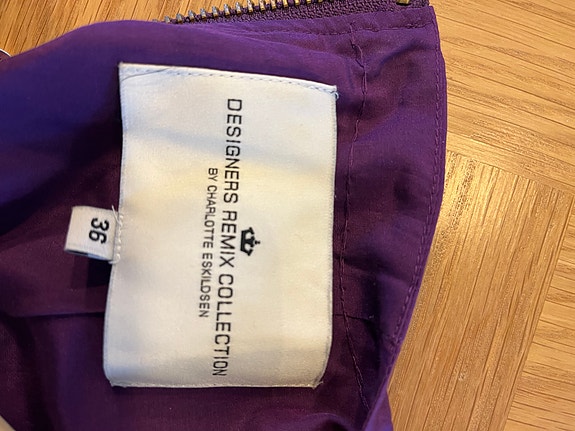 DESIGNERS REMIX COLLECTION
BY CHARLOTTE ESKILDSEN
36